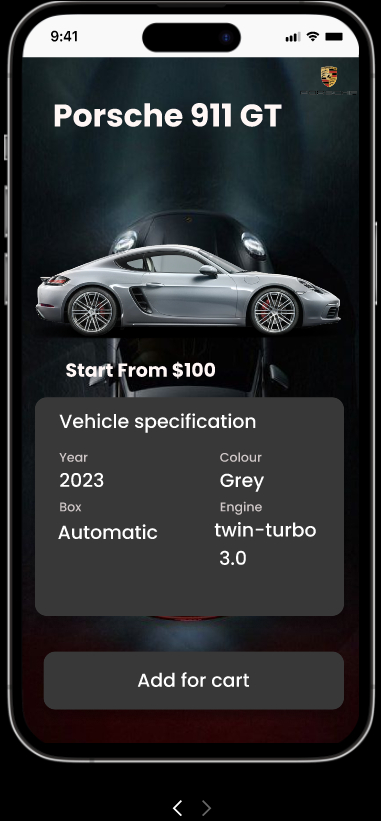 9:41
Porsche 911 GT
Start From $100
Vehicle specification
Year
Colour
2023
Grey
Box
Engine
Automatic
twin-turbo
3.0
Add for cart